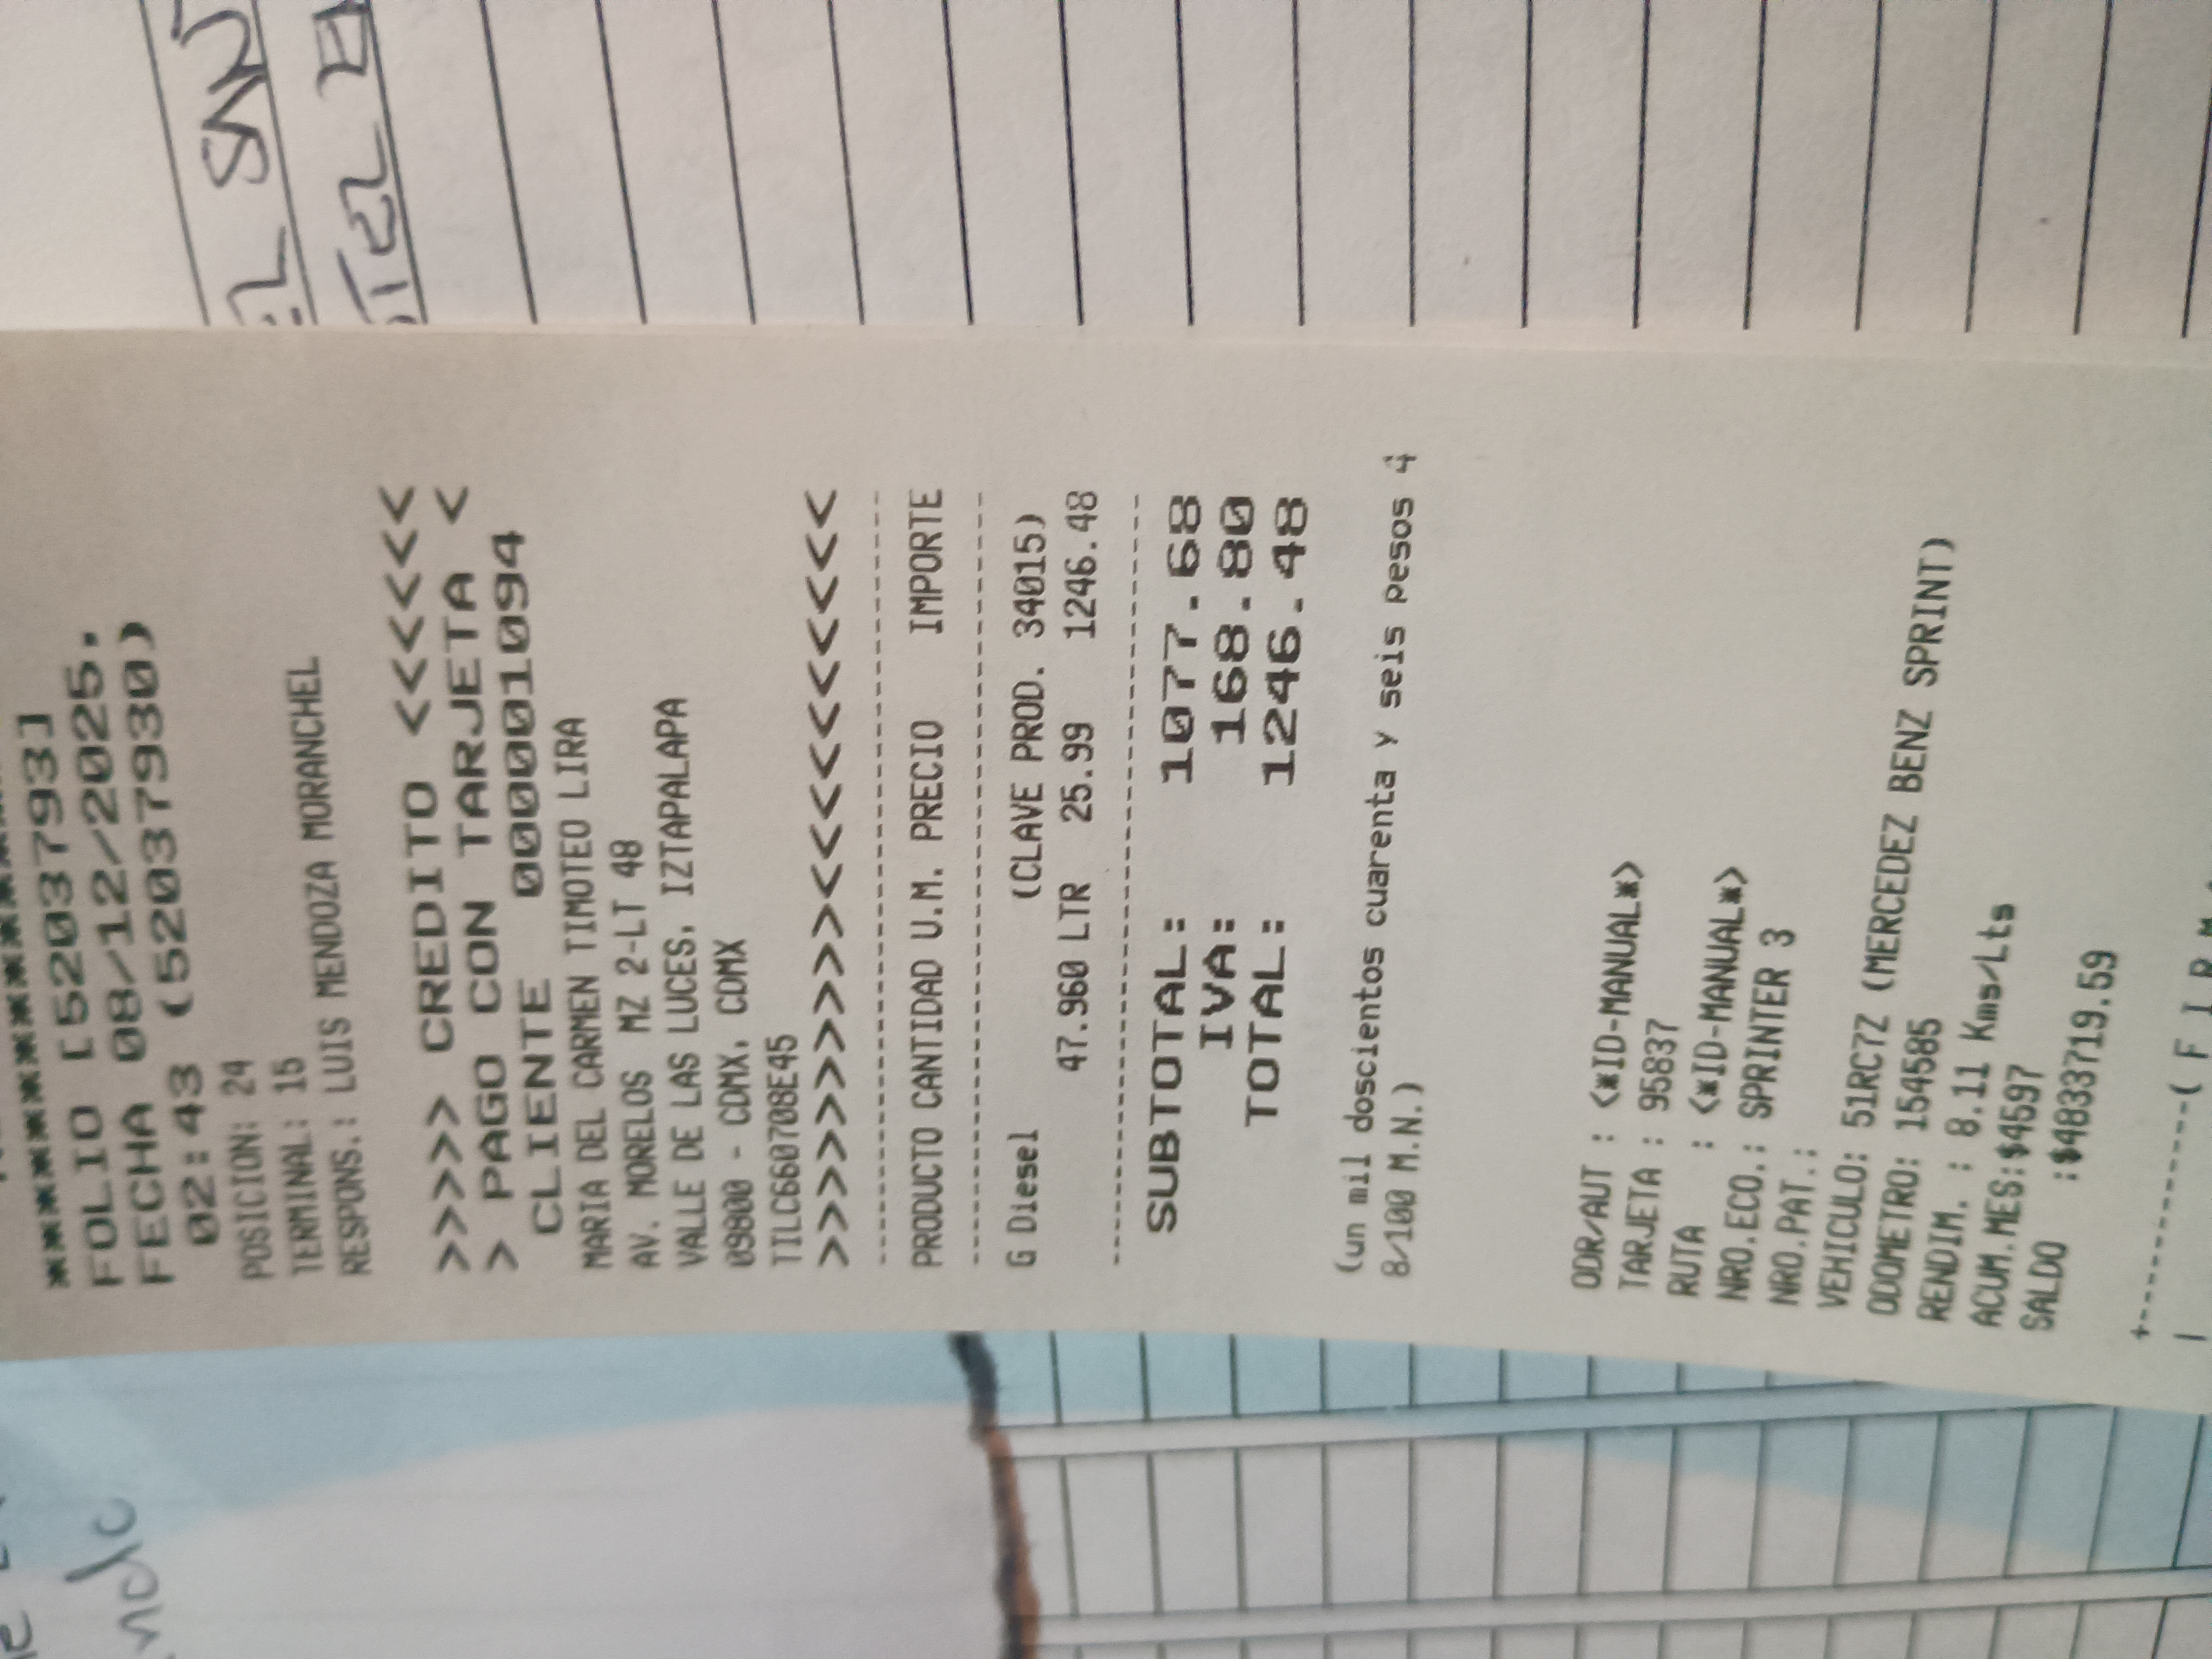 *****************************
FOLIO [520379793]
FECHA 08/12/2025,
02:43 (5203797930)
POSICION: 24
TERMINAL: 15
RESPONS.: LUIS MENDOZA MORANCHEL
>>>>> CREDITO <<<<<<
> PAGO CON TARJETA <
CLIENTE 0000010094
MARIA DEL CARMEN TIMOTEO LIRA
AV. MORELOS MZ 2-LT 48
VALLE DE LAS LUCES, IZTAPALAPA
09800 - CDMX, CDMX
TILC660708E45
>>>>>>>>>><<<<<<<<<<
PRODUCTO CANTIDAD U.M. PRECIO IMPORTE
G Diesel (CLAVE PROD. 34015)
47.960 LTR 25.99 1246.48
SUBTOTAL: 1077.68
IVA: 168.80
TOTAL: 1246.48
(un mil doscientos cuarenta y seis pesos 4
8/100 M.N.)
ODR/AUT : <*ID-MANUAL*>
TARJETA : 95837
RUTA : <*ID-MANUAL*>
NRO.ECO.: SPRINTER 3
NRO.PAT.:
VEHICULO: 51RC7Z (MERCEDEZ BENZ SPRINT)
ODOMETRO: 154585
RENDIM. : 8.11 Kms/Lts
ACUM.MES:$4597
SALDO :$4833719.59